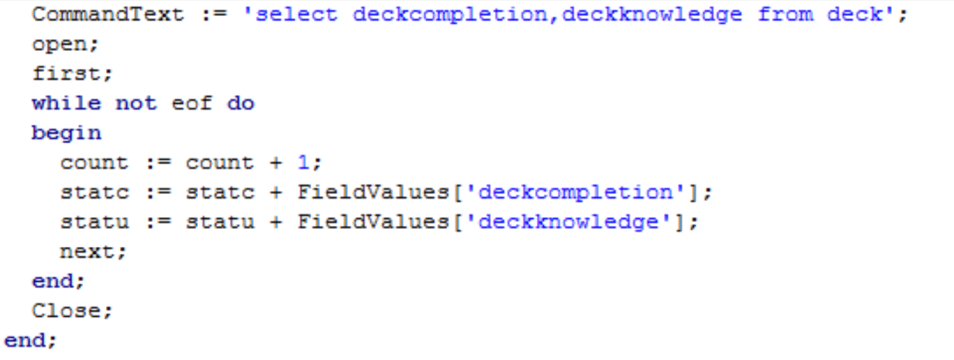 CommandText := 'select deckcompletion,deckknowledge from deck';
open;
first;
while not eof do
begin
count := count + 1;
statc := statc + FieldValues['deckcompletion'];
statu := statu + FieldValues['deckknowledge'];
next;
end;
Close;
end;